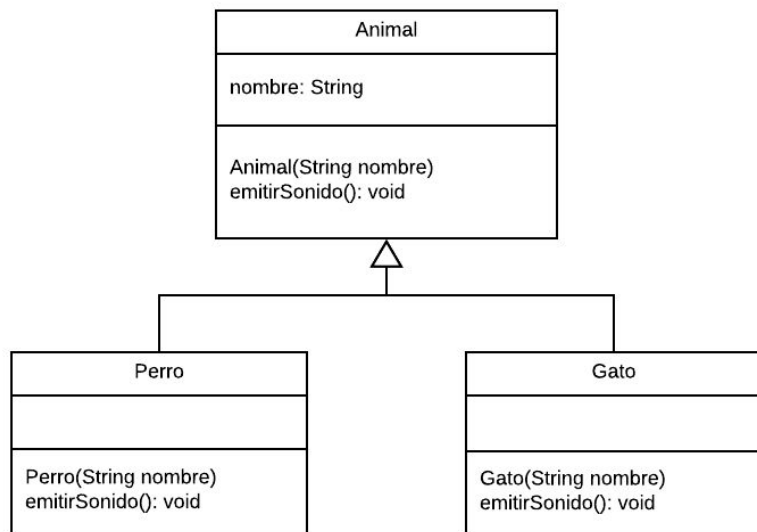 Animal
nombre: String
Animal(String nombre)
emitirSonido(): void
Perro
Perro(String nombre)
emitirSonido(): void
Gato
Gato(String nombre)
emitirSonido(): void